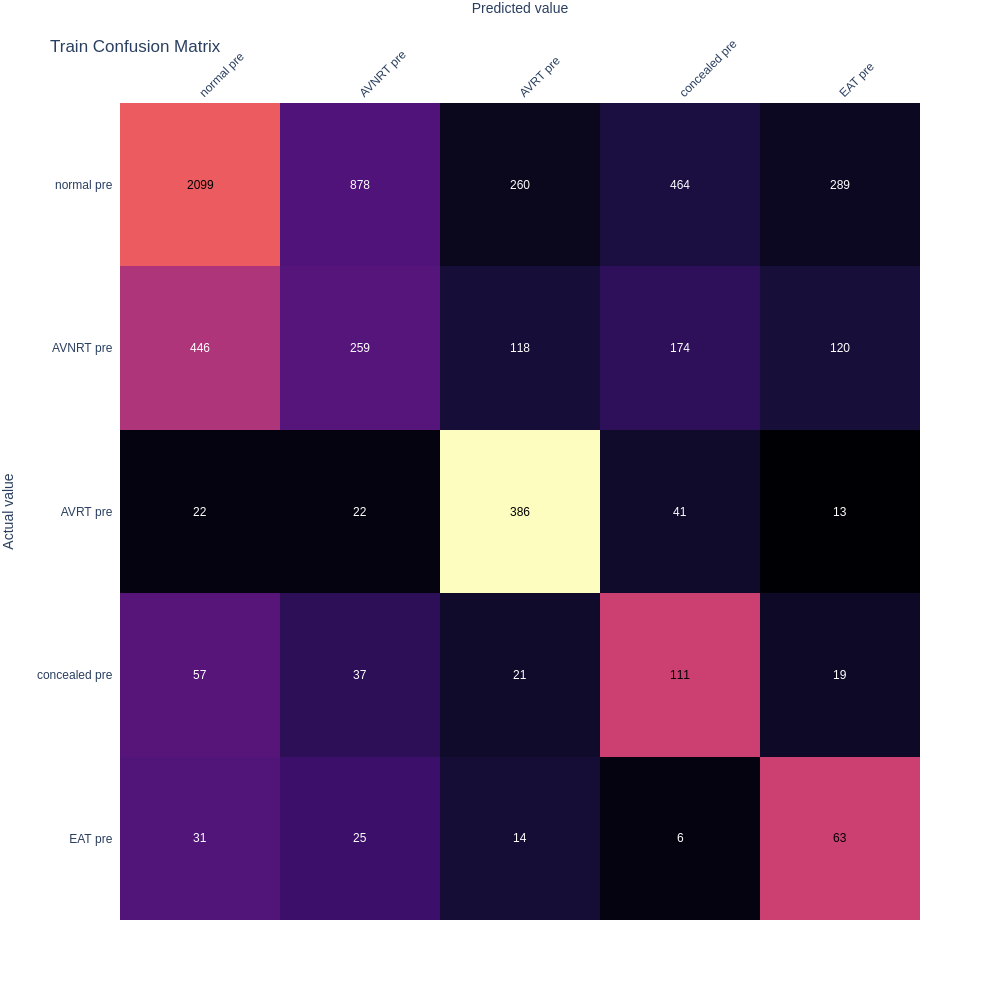 Predicted value
Train Confusion Matrix
normal pre AVNRT pre AVRT pre concealed pre EAT pre
normal pre 2099 878 260 464 289
AVNRT pre 446 259 118 174 120
Actual value
AVRT pre 22 22 386 41 13
concealed pre 57 37 21 111 19
EAT pre 31 25 14 6 63